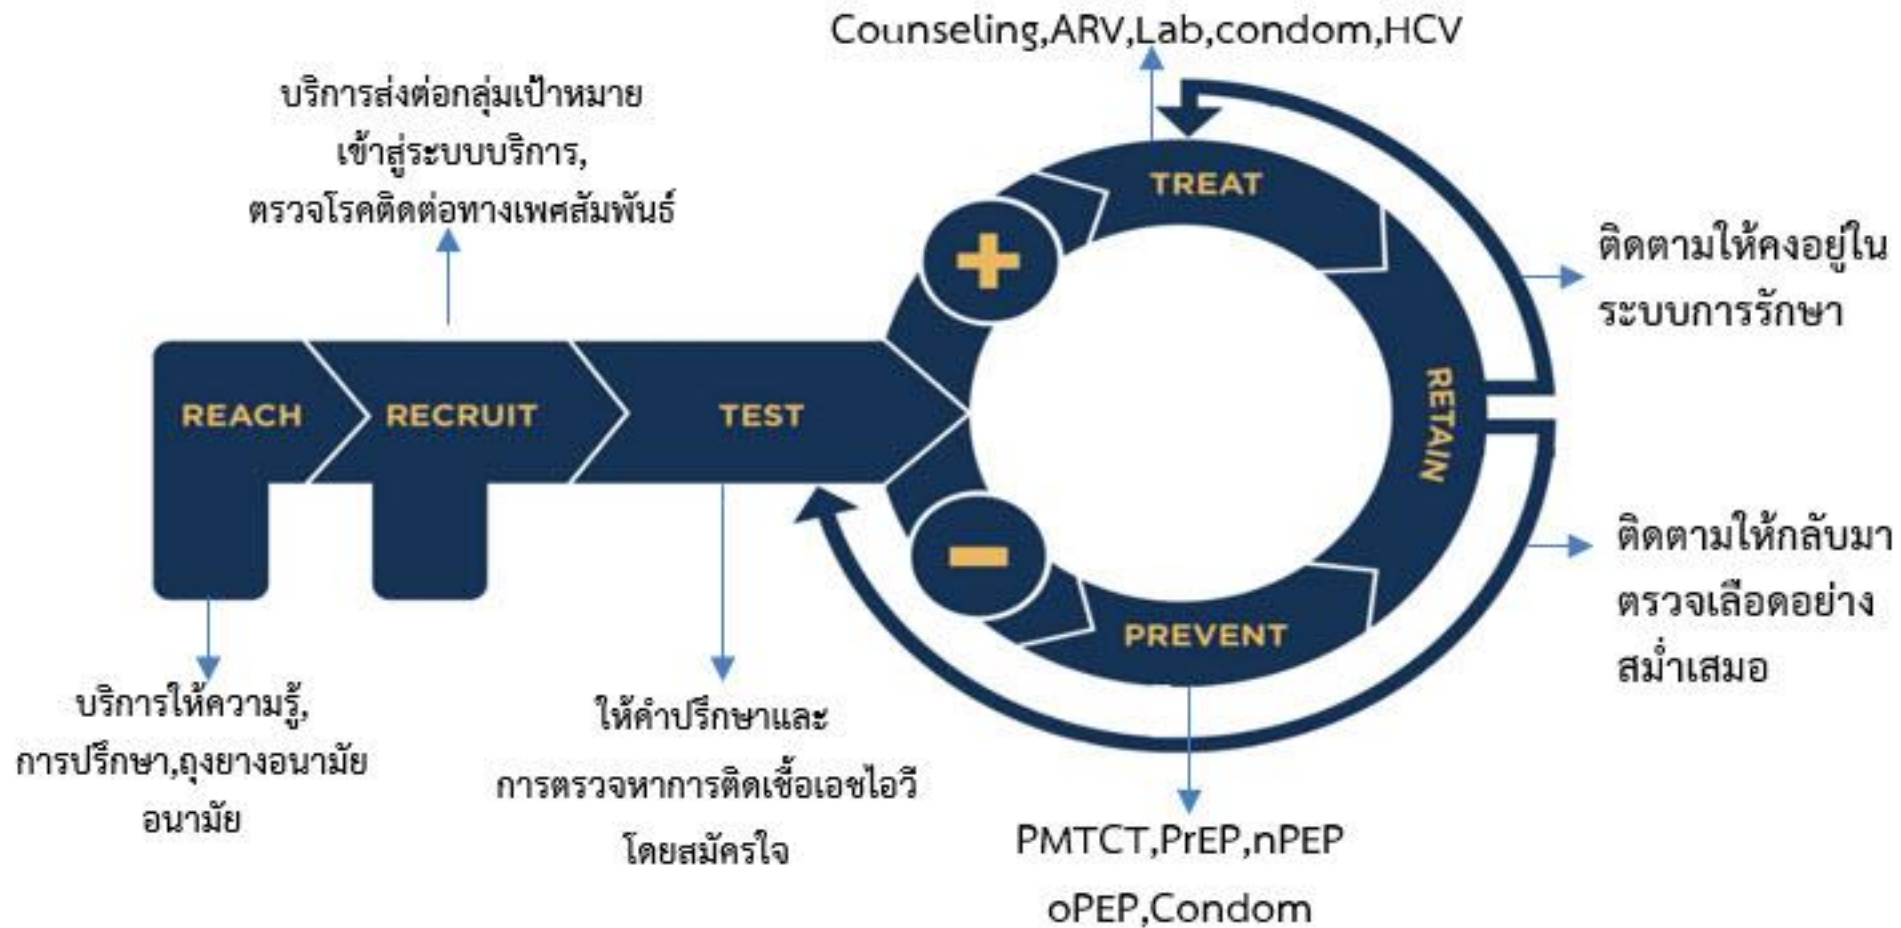 Counseling,ARV,Lab,condom,HCV
บริการส่งต่อกลุ่มเป้าหมาย
เข้าสู่ระบบบริการ,
ตรวจโรคติดต่อทางเพศสัมพันธ์
TREAT
ติดตามให้คงอยู่ใน
ระบบการรักษา
REACH
RECRUIT
TEST
RETAIN
ติดตามให้กลับมา
ตรวจเลือดอย่าง
สม่ำเสมอ
PREVENT
บริการให้ความรู้,
การปรึกษา,ถุงยางอนามัย
อนามัย
ให้คำปรึกษาและ
การตรวจหาการติดเชื้อเอชไอวี
โดยสมัครใจ
PMTCT,PrEP,nPEP
oPEP,Condom